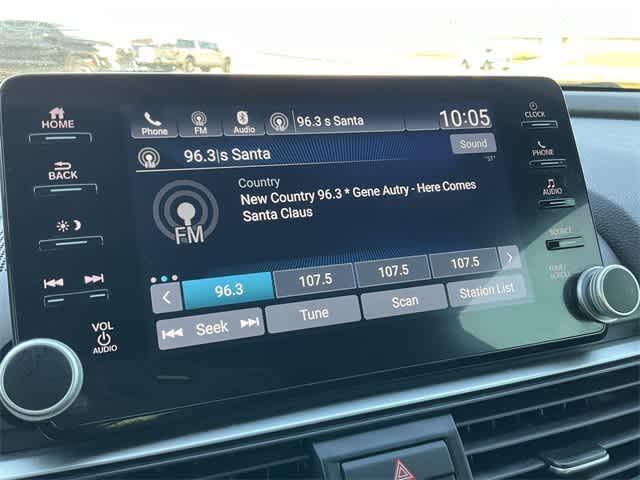 HOME
BACK
VOL
AUDIO
Phone
FM
Audio
96.3 s Santa
10:05
96.3|s Santa
Sound
FM
Country
New Country 96.3 * Gene Autry - Here Comes
Santa Claus
96.3
107.5
107.5
107.5
Seek
Tune
Scan
Station List
CLOCK
PHONE
AUDIO
SOURCE
TUNE/
SCROLL